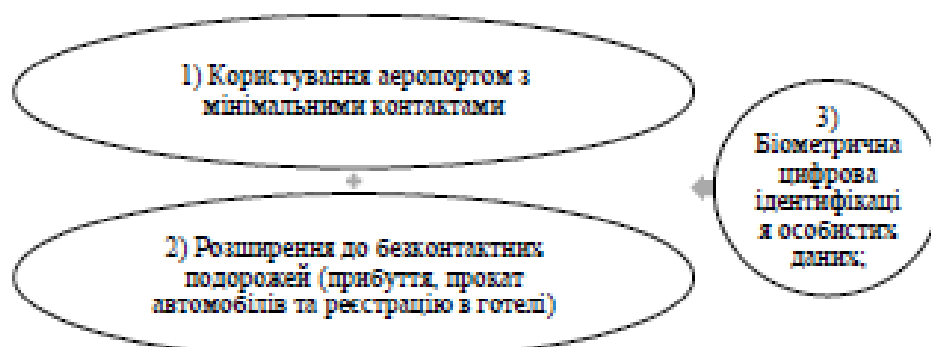 1) Користування аеропортом з
мінімальними контактами
+
2) Розширення до безконтактних
подорожей (прибуття, прокат
автомобілів та реєстрацію в готелі)
3)
Біометрична
цифрова
ідентифікаці
я особистих
даних;